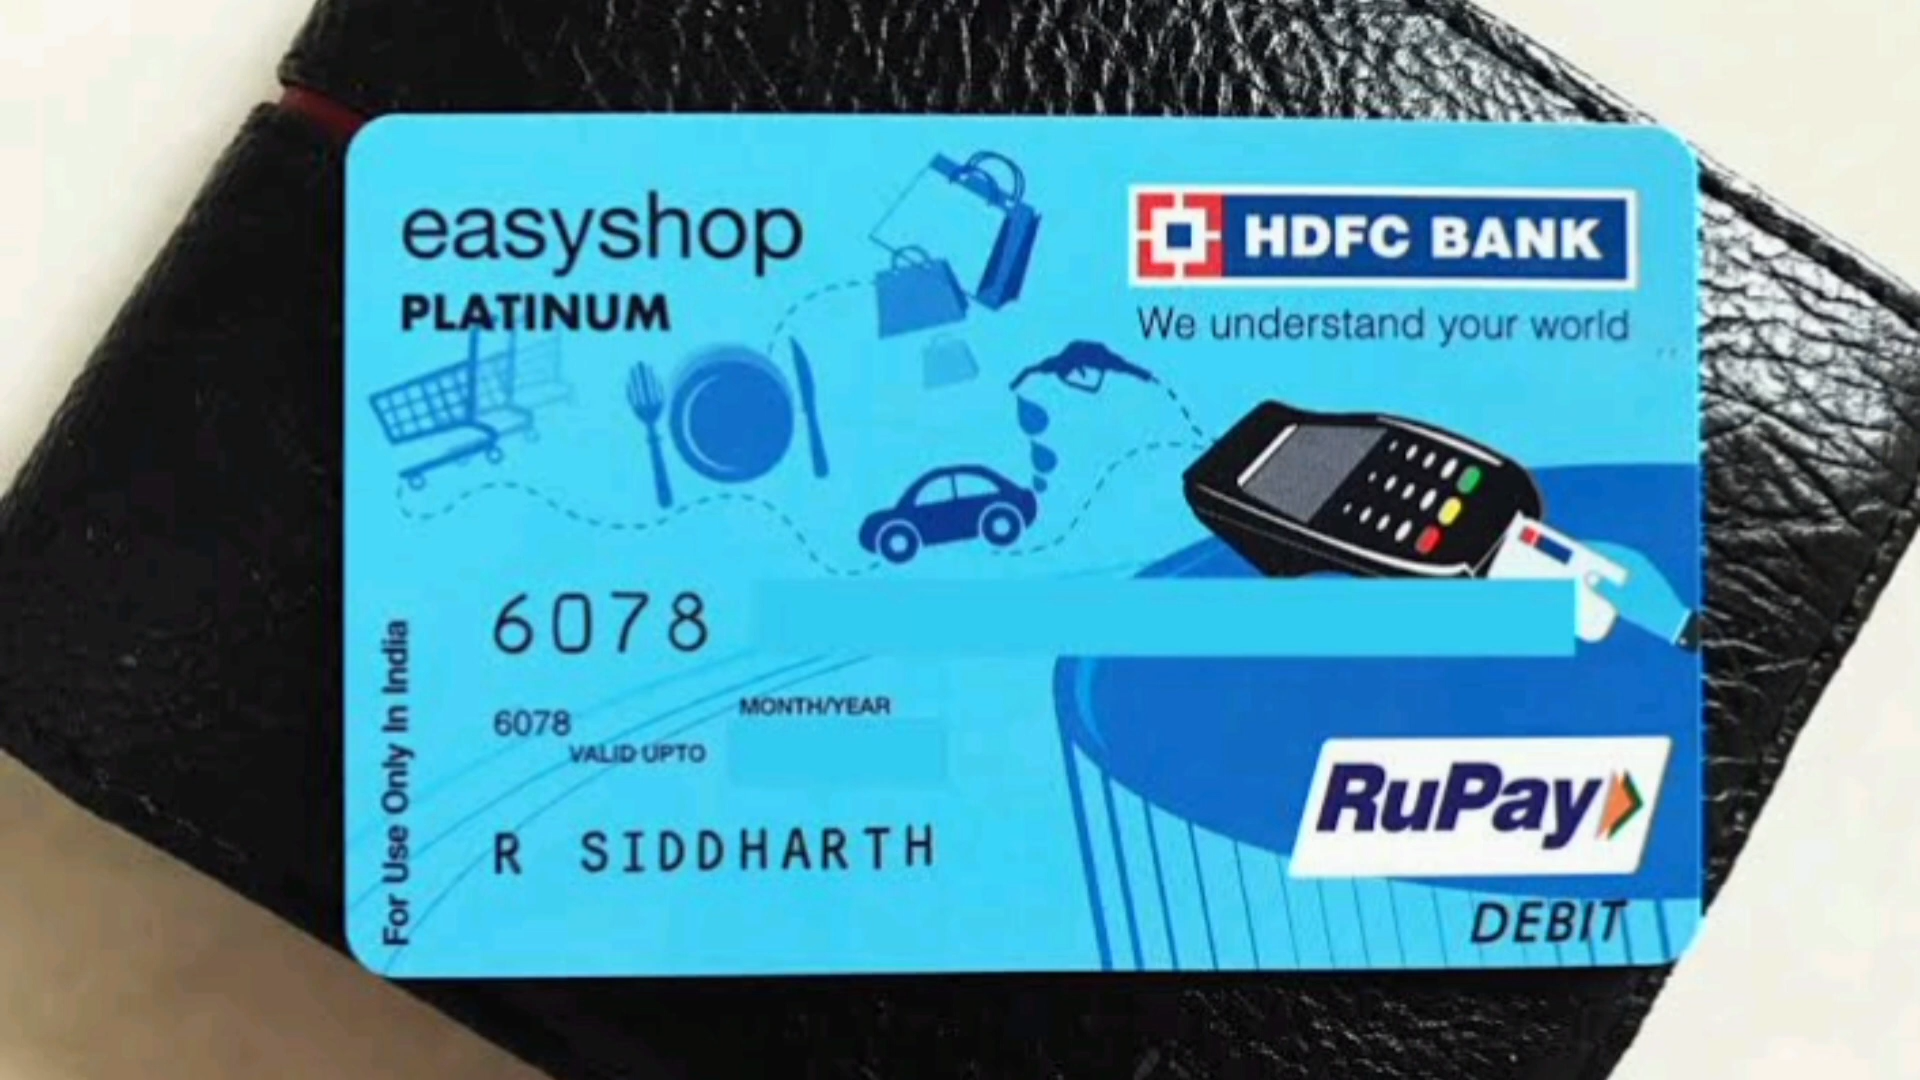 easyshop
PLATINUM
HDFC BANK
We understand your world
6078
6078
MONTH/YEAR
VALID UPTO
R SIDDHARTH
For Use Only In India
RuPay
DEBIT